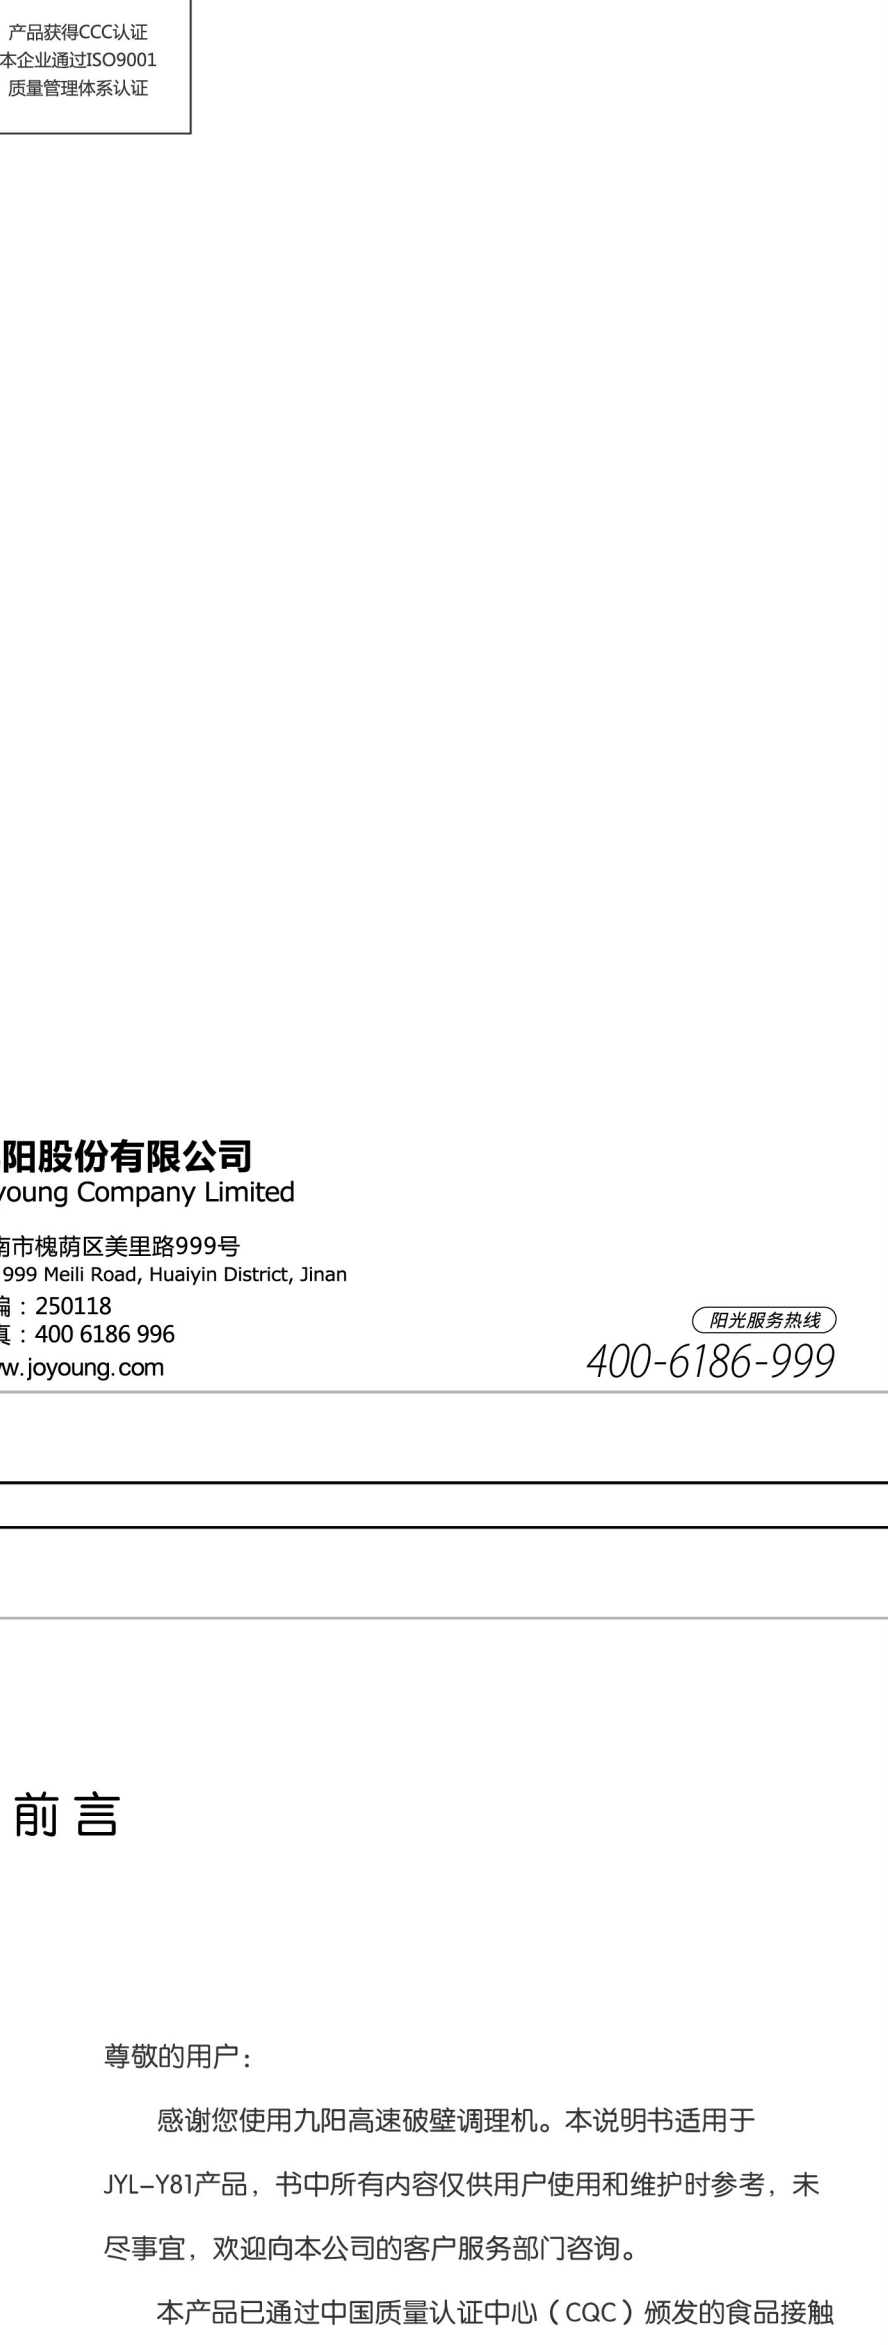 产品获得CCC认证
本企业通过ISO9001
质量管理体系认证
阳股份有限公司
young Company Limited
南市槐荫区美里路999号
999 Meili Road, Huaiyin District, Jinan
编：250118
真：400 6186 996
w.joyoung.com
阳光服务热线
400-6186-999
前言
尊敬的用户：
感谢您使用九阳高速破壁调理机。本说明书适用于
JYL-Y81产品，书中所有内容仅供用户使用和维护时参考，未
尽事宜，欢迎向本公司的客户服务部门咨询。
本产品已通过中国质量认证中心（CQC）颁发的食品接触